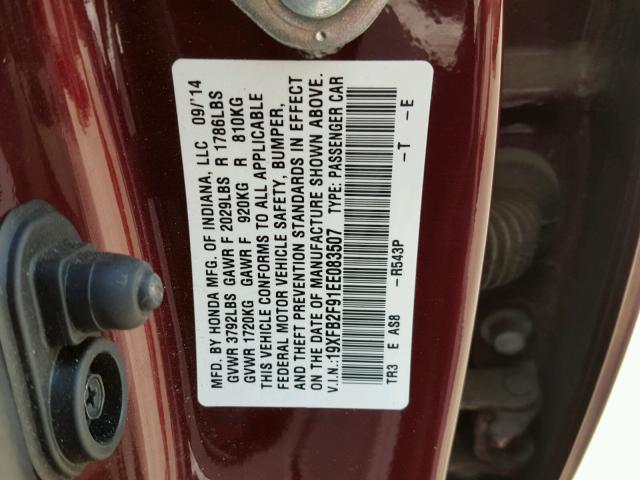 MFD. BY HONDA MFG. OF INDIANA, LLC 09/'14
GVWR 3792LBS GAWR F 2029LBS R 1786LBS
GVWR 1720KG GAWR F 920KG R 810KG
THIS VEHICLE CONFORMS TO ALL APPLICABLE
FEDERAL MOTOR VEHICLE SAFETY, BUMPER,
AND THEFT PREVENTION STANDARDS IN EFFECT
ON THE DATE OF MANUFACTURE SHOWN ABOVE.
V.I.N.:19XFB2F91EE083507 TYPE: PASSENGER CAR
TR3 E AS8 -R543P -T -E